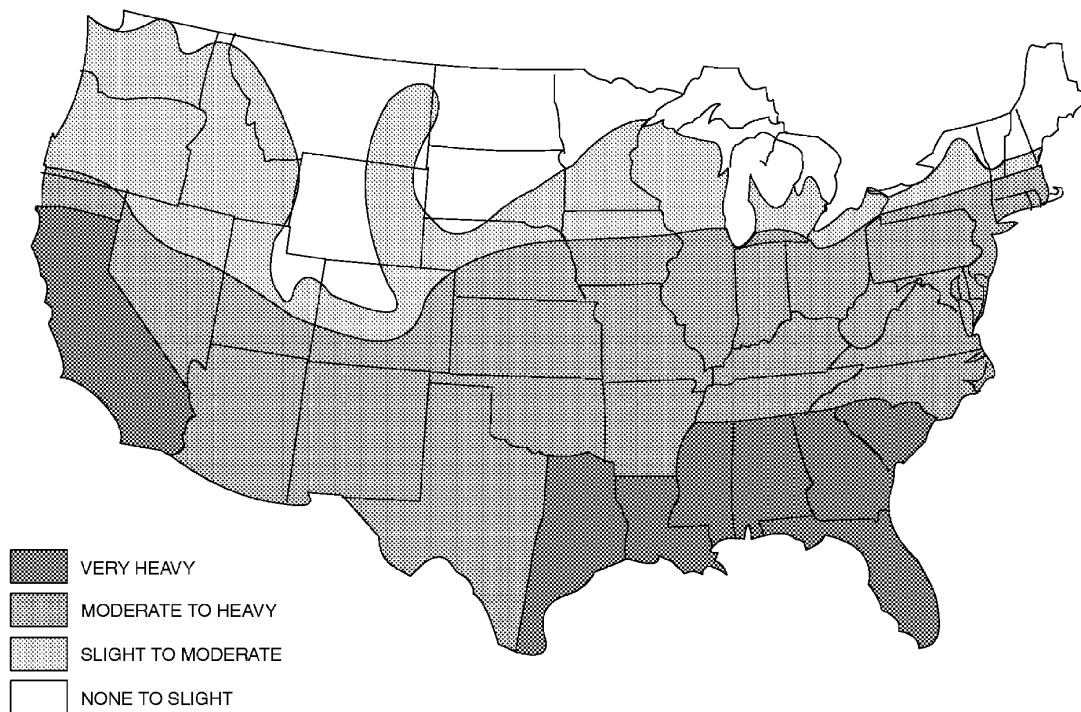 VERY HEAVY
MODERATE TO HEAVY
SLIGHT TO MODERATE
NONE TO SLIGHT